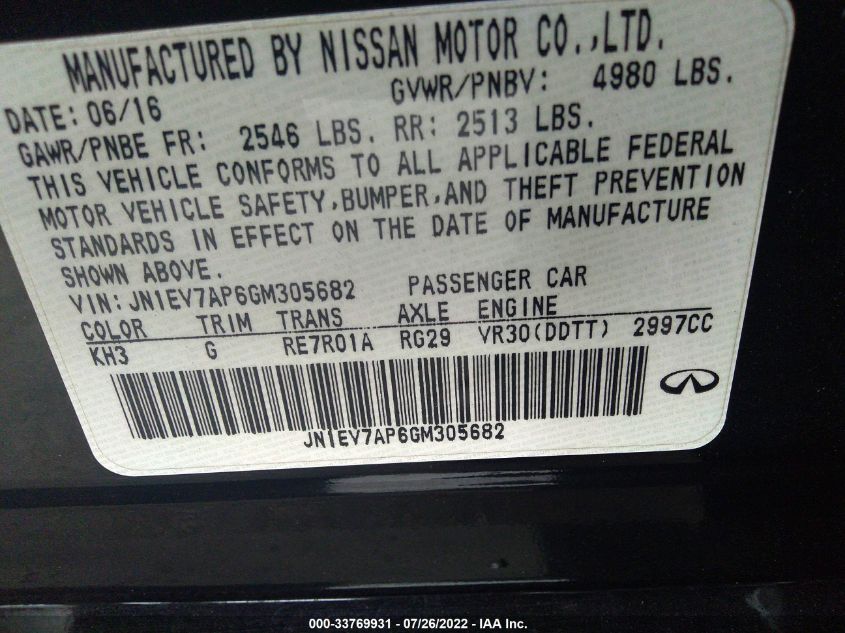 MANUFACTURED BY NISSAN MOTOR CO.,LTD.
DATE: 06/16 GVWR/PNBV: 4980 LBS.
GAWR/PNBE FR: 2546 LBS. RR: 2513 LBS.
THIS VEHICLE CONFORMS TO ALL APPLICABLE FEDERAL
MOTOR VEHICLE SAFETY,BUMPER,AND THEFT PREVENTION
STANDARDS IN EFFECT ON THE DATE OF MANUFACTURE
SHOWN ABOVE.
VIN: JN1EV7AP6GM305682 PASSENGER CAR
COLOR TRIM TRANS AXLE ENGINE
KH3 G RE7R01A RG29 VR30(DDTT) 2997CC
JN1EV7AP6GM305682
000-33769931 - 07/26/2022 - IAA Inc.